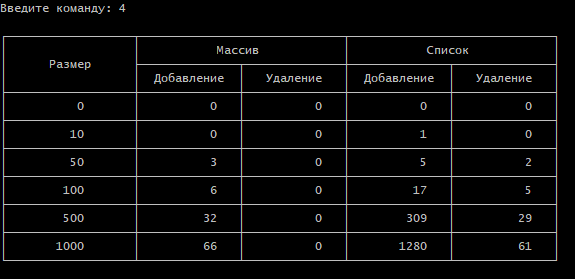 Введите команду: 4
Массив Список
Размер
Добавление Удаление Добавление Удаление
0 0 0 0 0
10 0 0 1 0
50 3 0 5 2
100 6 0 17 5
500 32 0 309 29
1000 66 0 1280 61